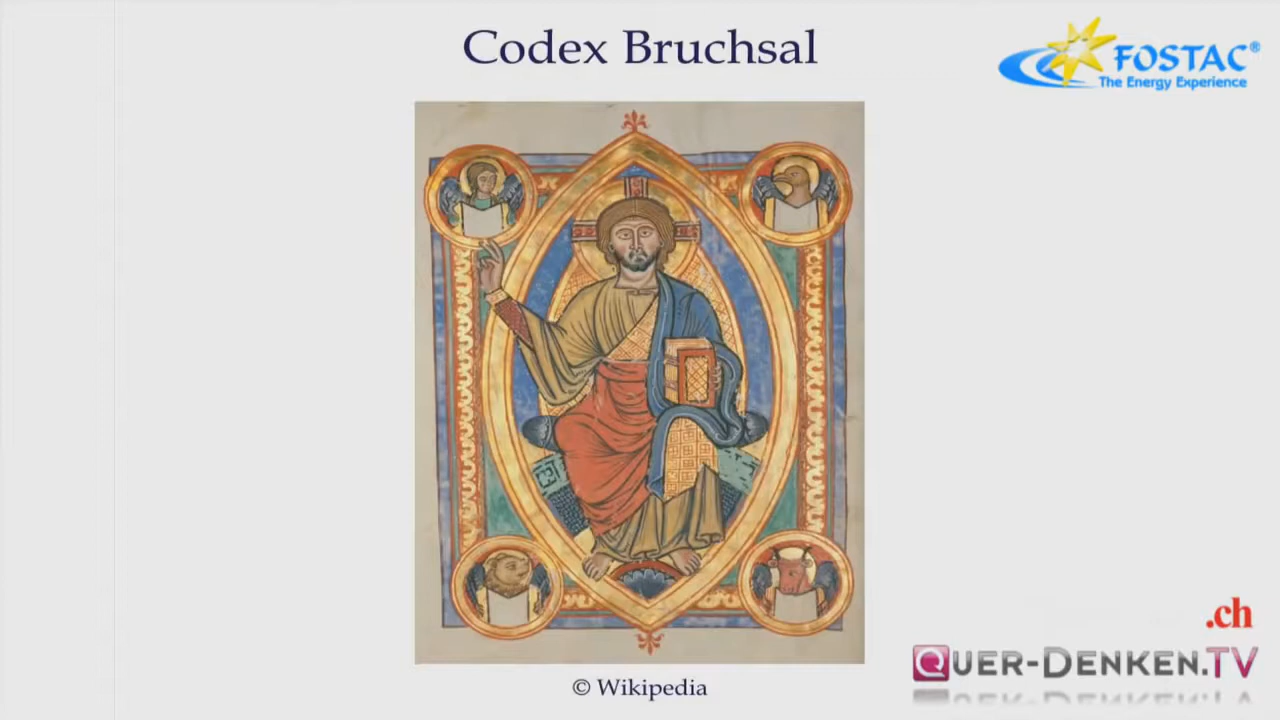 Codex Bruchsal
FOSTAC®
The Energy Experience
© Wikipedia
.ch
QUER-DENKEN.TV